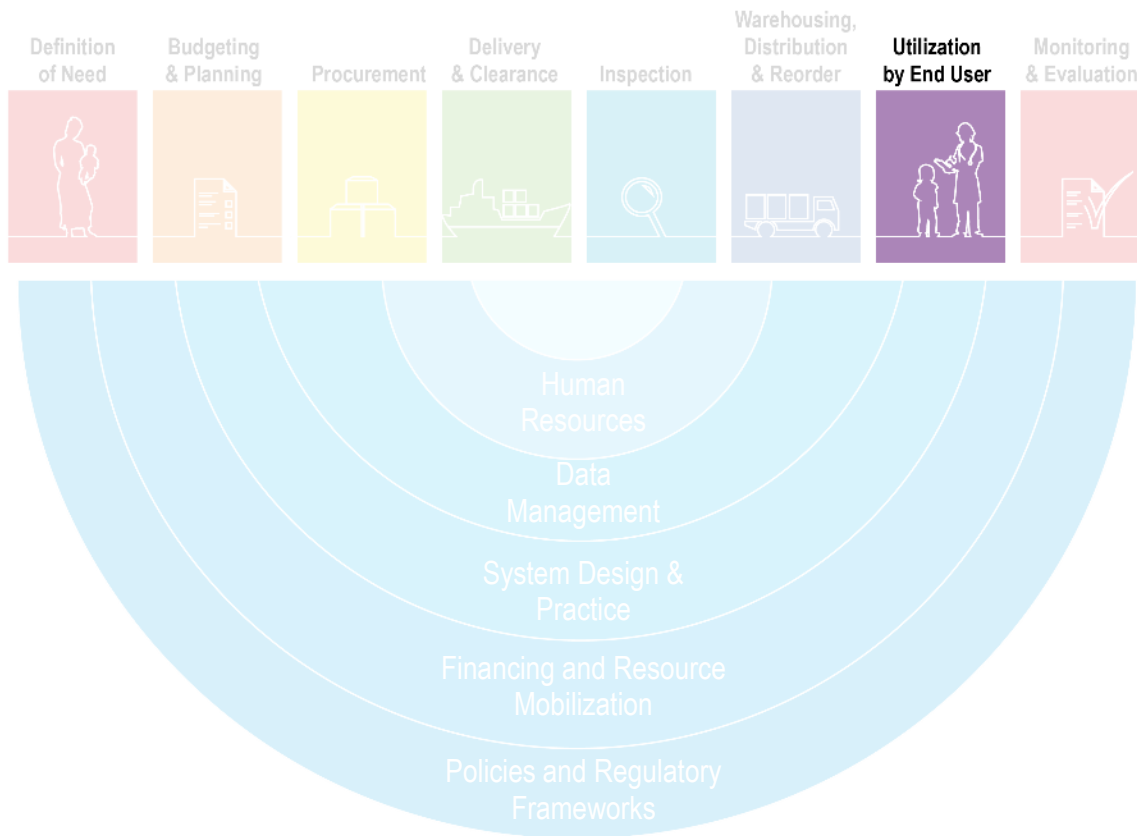 Definition
of Need
Budgeting
& Planning
Procurement
Delivery
& Clearance
Inspection
Warehousing,
Distribution
& Reorder
Utilization
by End User
Monitoring
& Evaluation
Human
Resources
Data
Management
System Design &
Practice
Financing and Resource
Mobilization
Policies and Regulatory
Frameworks